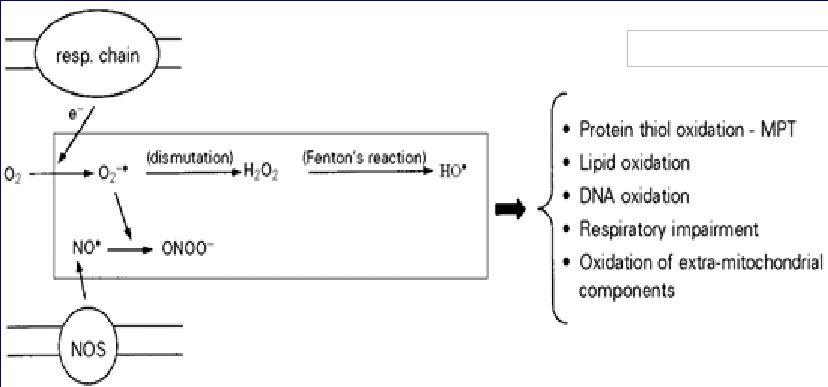 resp. chain
e⁻
O₂ O₂⁻• (dismutation) H₂O₂ (Fenton's reaction) HO•
NO• ONOO⁻
NOS
• Protein thiol oxidation - MPT
• Lipid oxidation
• DNA oxidation
• Respiratory impairment
• Oxidation of extra-mitochondrial
components